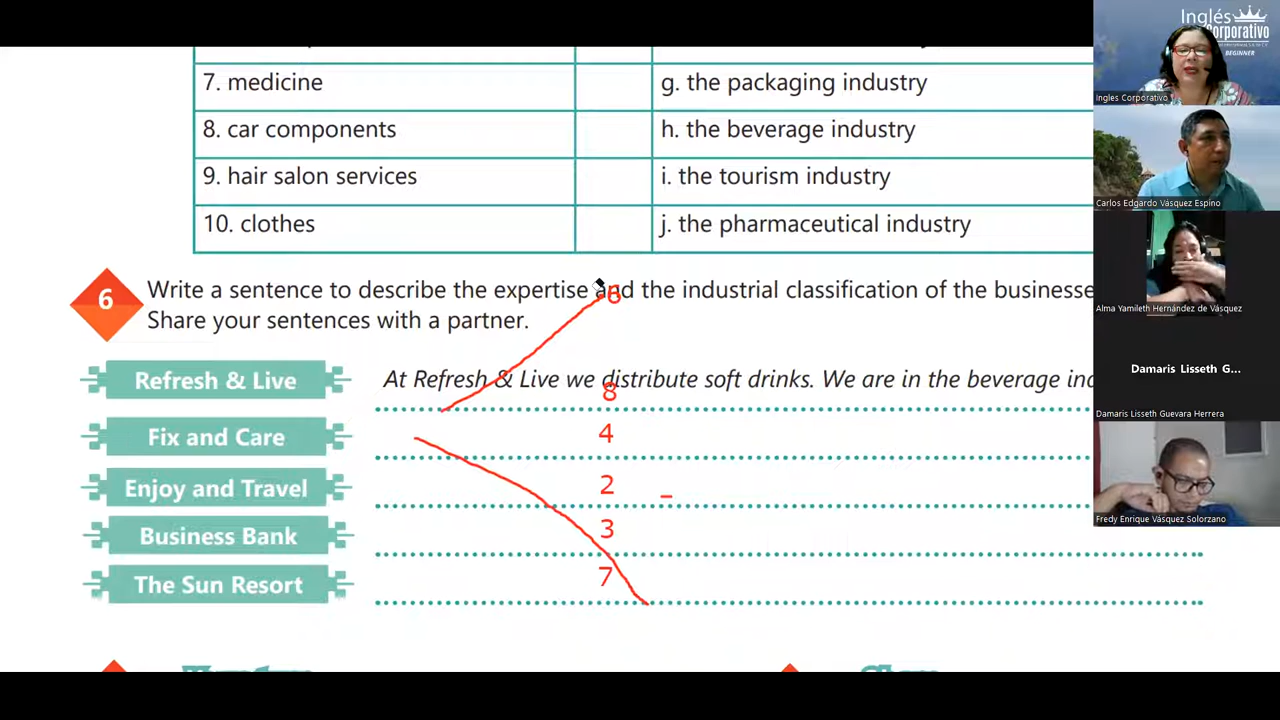 7. medicine
g. the packaging industry
8. car components
h. the beverage industry
9. hair salon services
i. the tourism industry
10. clothes
j. the pharmaceutical industry
6
Write a sentence to describe the expertise and the industrial classification of the businesse
Share your sentences with a partner.
6
Refresh & Live
At Refresh & Live we distribute soft drinks. We are in the beverage
8
Fix and Care
4
Enjoy and Travel
2
Business Bank
3
The Sun Resort
7
Inglés
Corporativo
BEGINNER
Ingles Corporativo
Carlos Edgardo Vásquez Espino
Alma Yamileth Hernández de Vásquez
Damaris Lisseth G...
Damaris Lisseth Guevara Herrera
Fredy Enrique Vásquez Solorzano